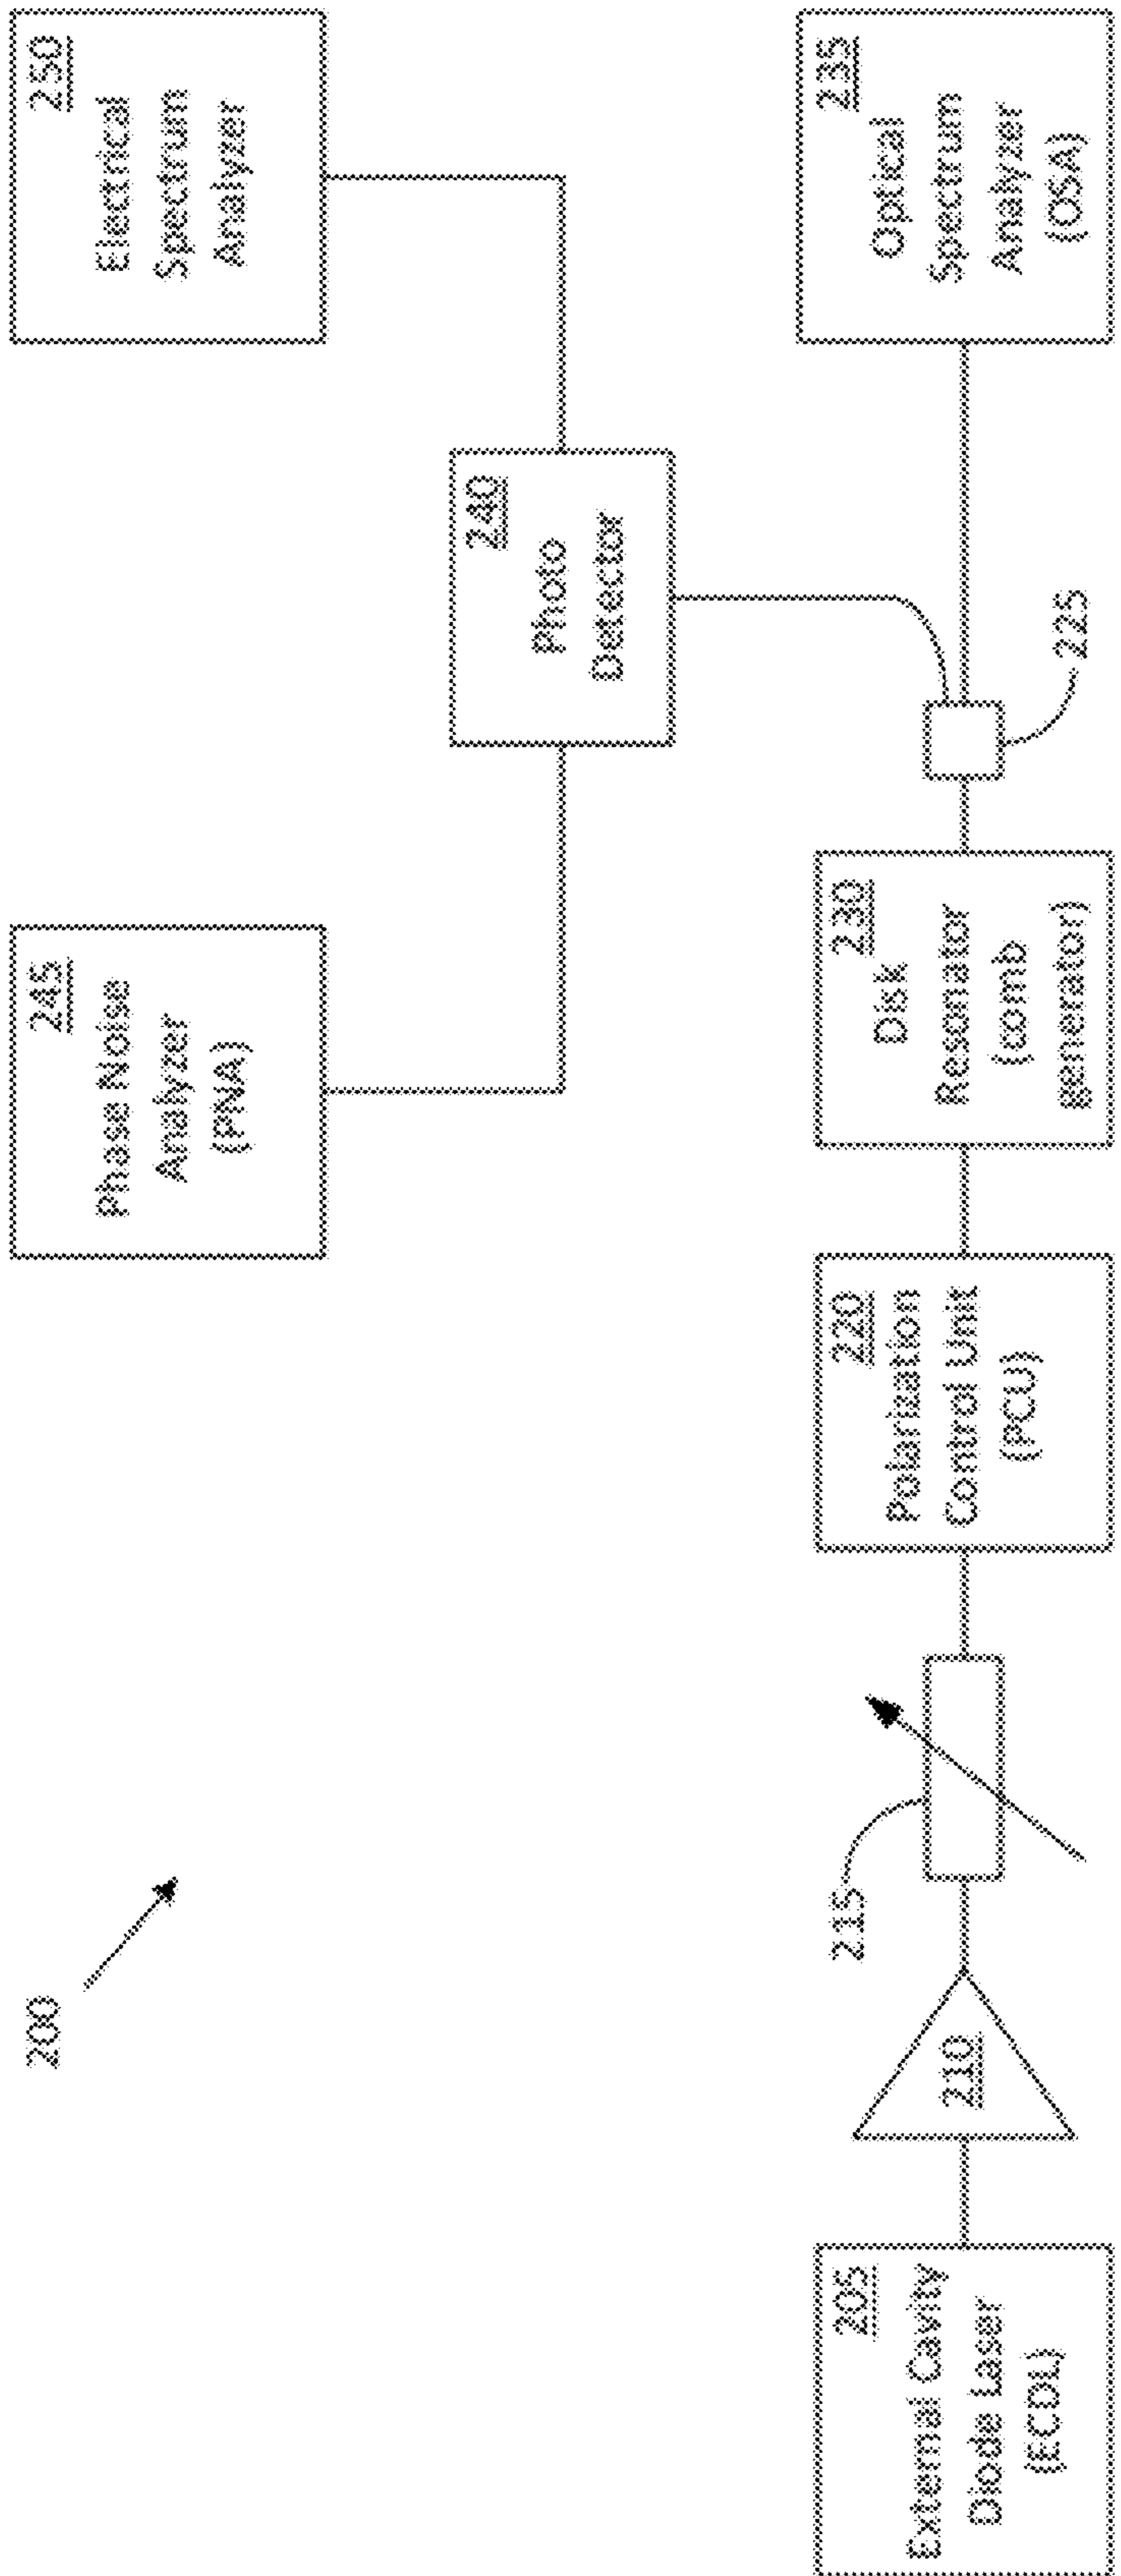 200
245
Phase Noise
Analyzer
(PNA)
250
Electrical
Spectrum
Analyzer
240
Photo
Detector
205
External Cavity
Diode Laser
(ECDL)
210
215
220
Polarization
Control Unit
(PCU)
230
Disk
Resonator
(comb
generator)
225
235
Optical
Spectrum
Analyzer
(OSA)